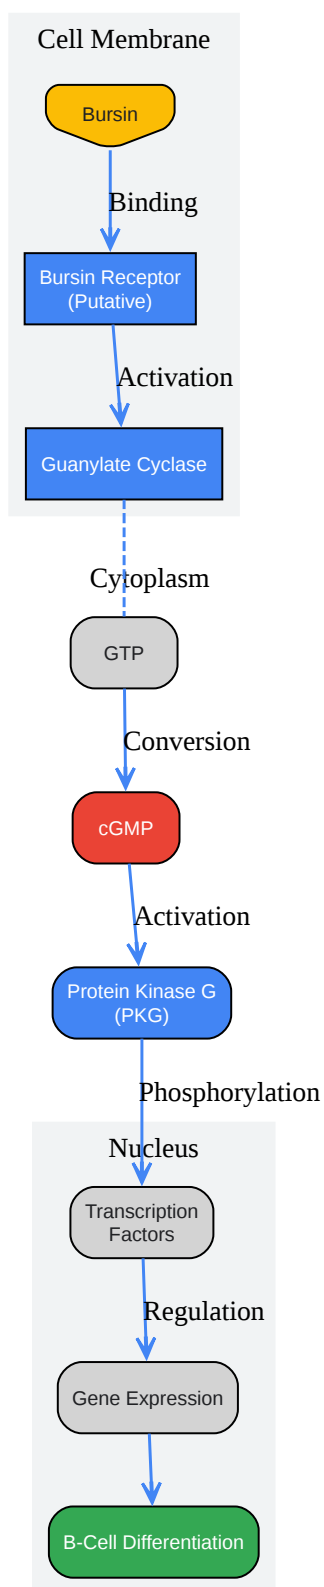 Cell Membrane
Bursin
Binding
Bursin Receptor
(Putative)
Activation
Guanylate Cyclase
Cytoplasm
GTP
Conversion
cGMP
Activation
Protein Kinase G
(PKG)
Phosphorylation
Nucleus
Transcription
Factors
Regulation
Gene Expression
B-Cell Differentiation